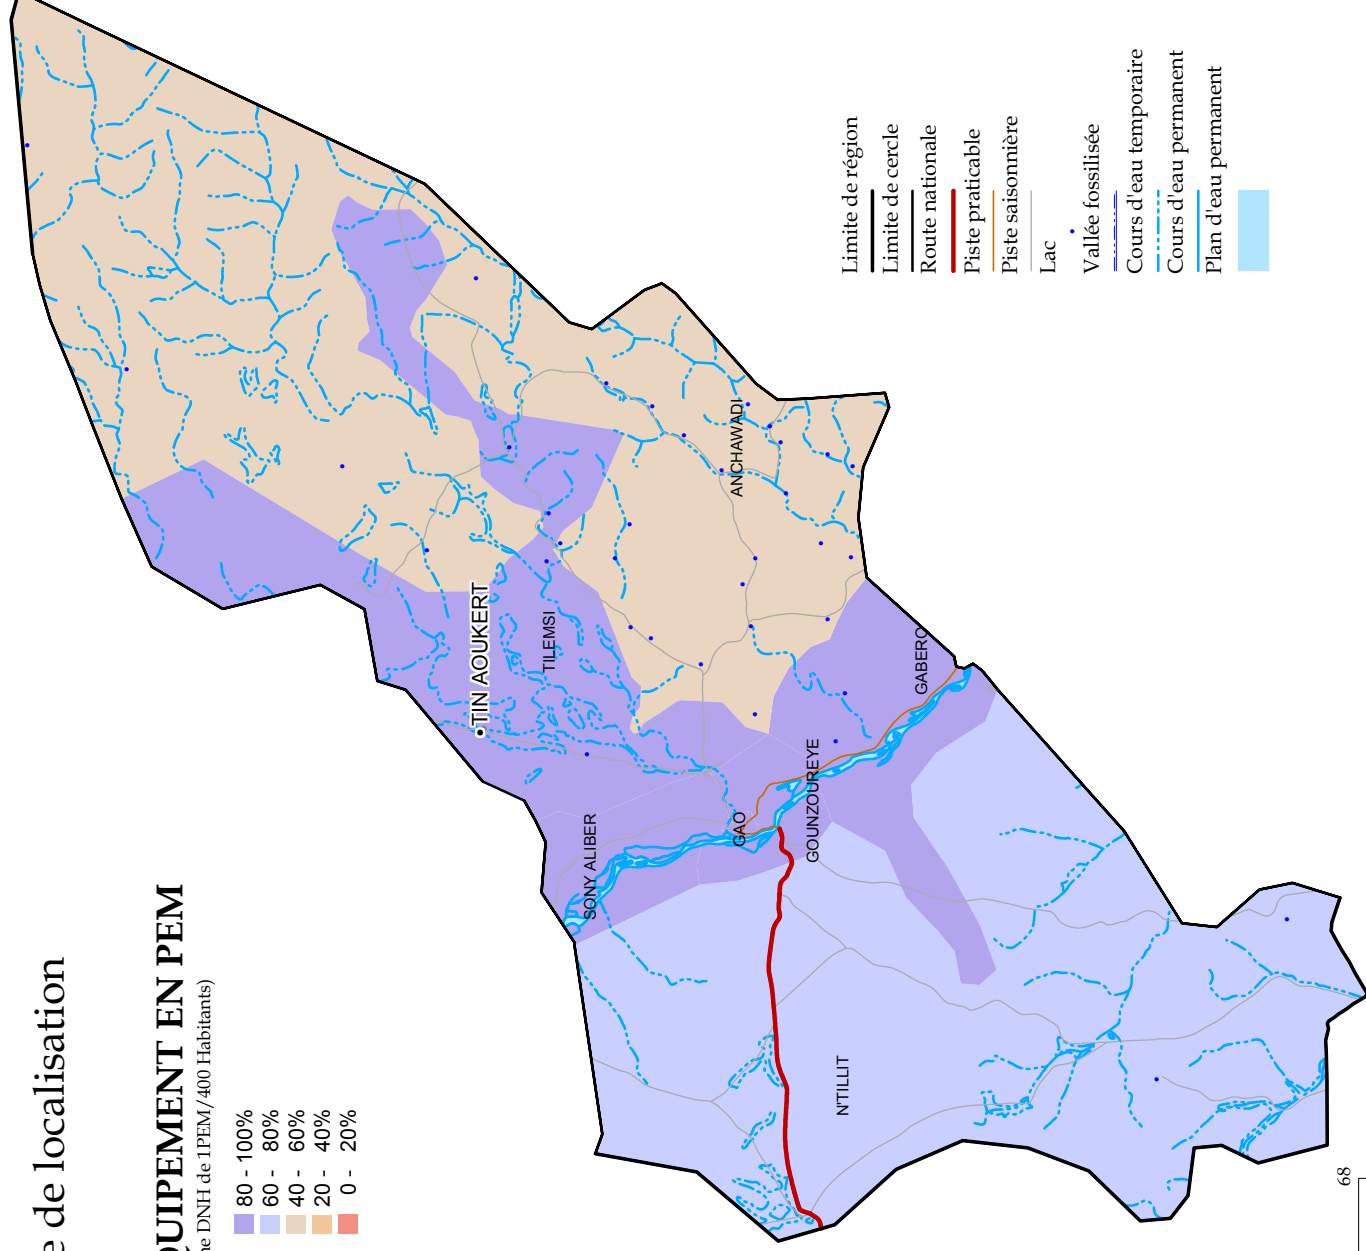 e de localisation
QUIPEMENT EN PEM
ne DNH de 1PEM/400 Habitants)
80 - 100%
60 - 80%
40 - 60%
20 - 40%
0 - 20%
TIN AOUKERT
TILEMSI
ANCHAWADI
SONY ALIBER
GAO
GOUNZOUREYE
GABERO
N'TILLIT
Limite de région
Limite de cercle
Route nationale
Piste praticable
Piste saisonnière
Lac
Vallée fossilisée
Cours d'eau temporaire
Cours d'eau permanent
Plan d'eau permanent
68